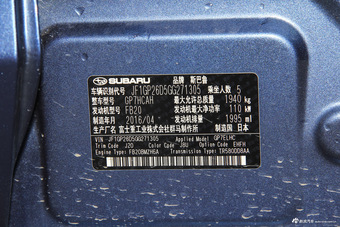 SUBARU 品牌 斯巴鲁
车辆识别代号 JF1GP26D5GG271305 乘坐人数 5
整车型号 GP7HCAH 最大允许总质量 1940 kg
发动机型号 FB20 发动机最大净功率 110 kW
制造年月 2016/04 发动机排量 1995 ml
生产厂名 富士重工业株式会社群马制作所 制造国 日本
VIN JF1GP26D5GG271305 Applied Model GP7ELHC
Trim Code J20 Color Code JBU Option Code EHFH
Engine Type FB20BMZH6A Trans. Type TR580DD8AA